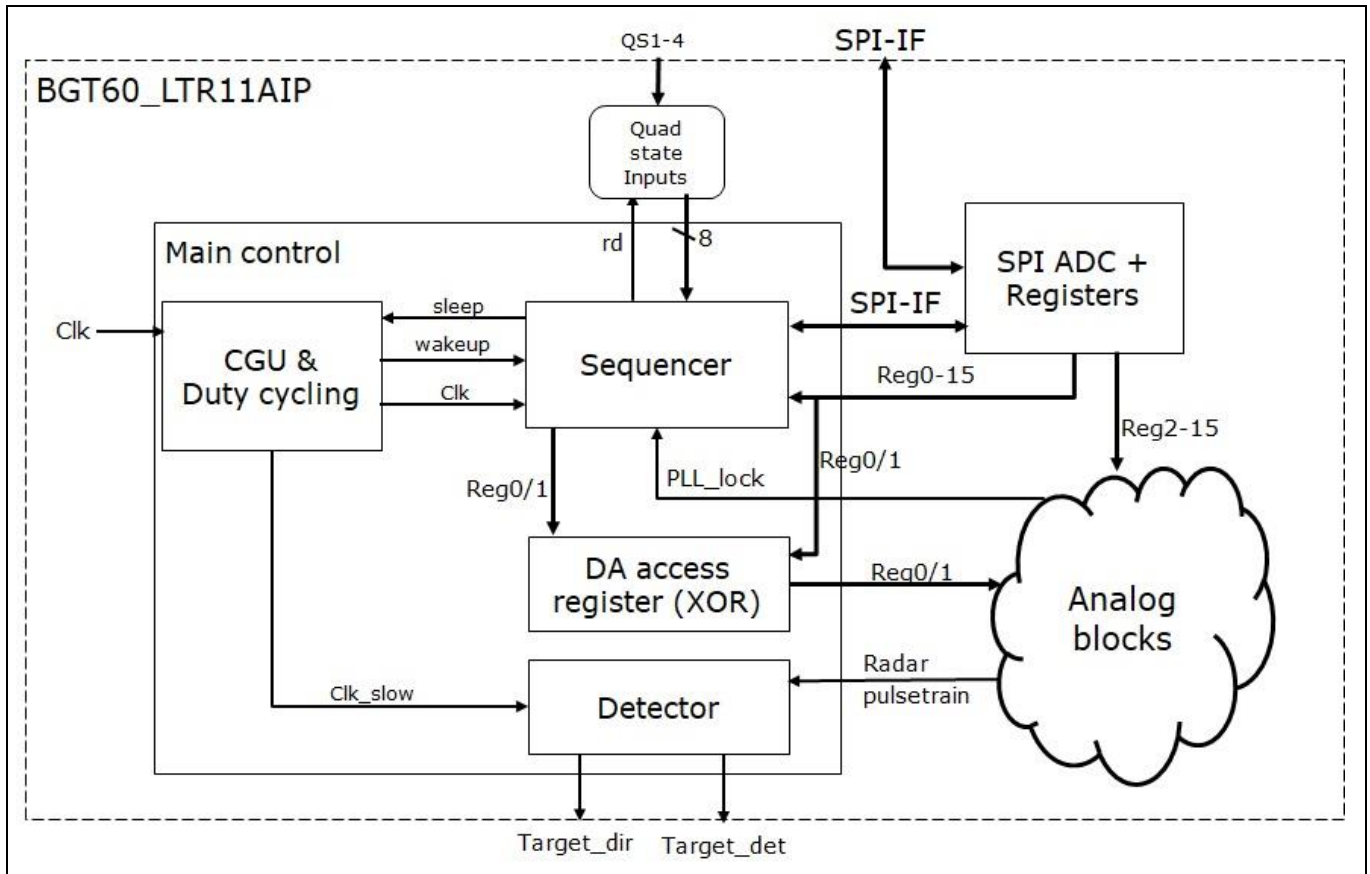 QS1-4
SPI-IF
BGT60_LTR11AIP
Quad
state
Inputs
rd
8
Main control
SPI ADC +
Registers
Clk
sleep
wakeup
Clk
CGU &
Duty cycling
Sequencer
SPI-IF
Reg0-15
Reg2-15
Reg0/1
Reg0/1
PLL_lock
DA access
register (XOR)
Reg0/1
Analog
blocks
Radar
pulsetrain
Clk_slow
Detector
Target_dir
Target_det